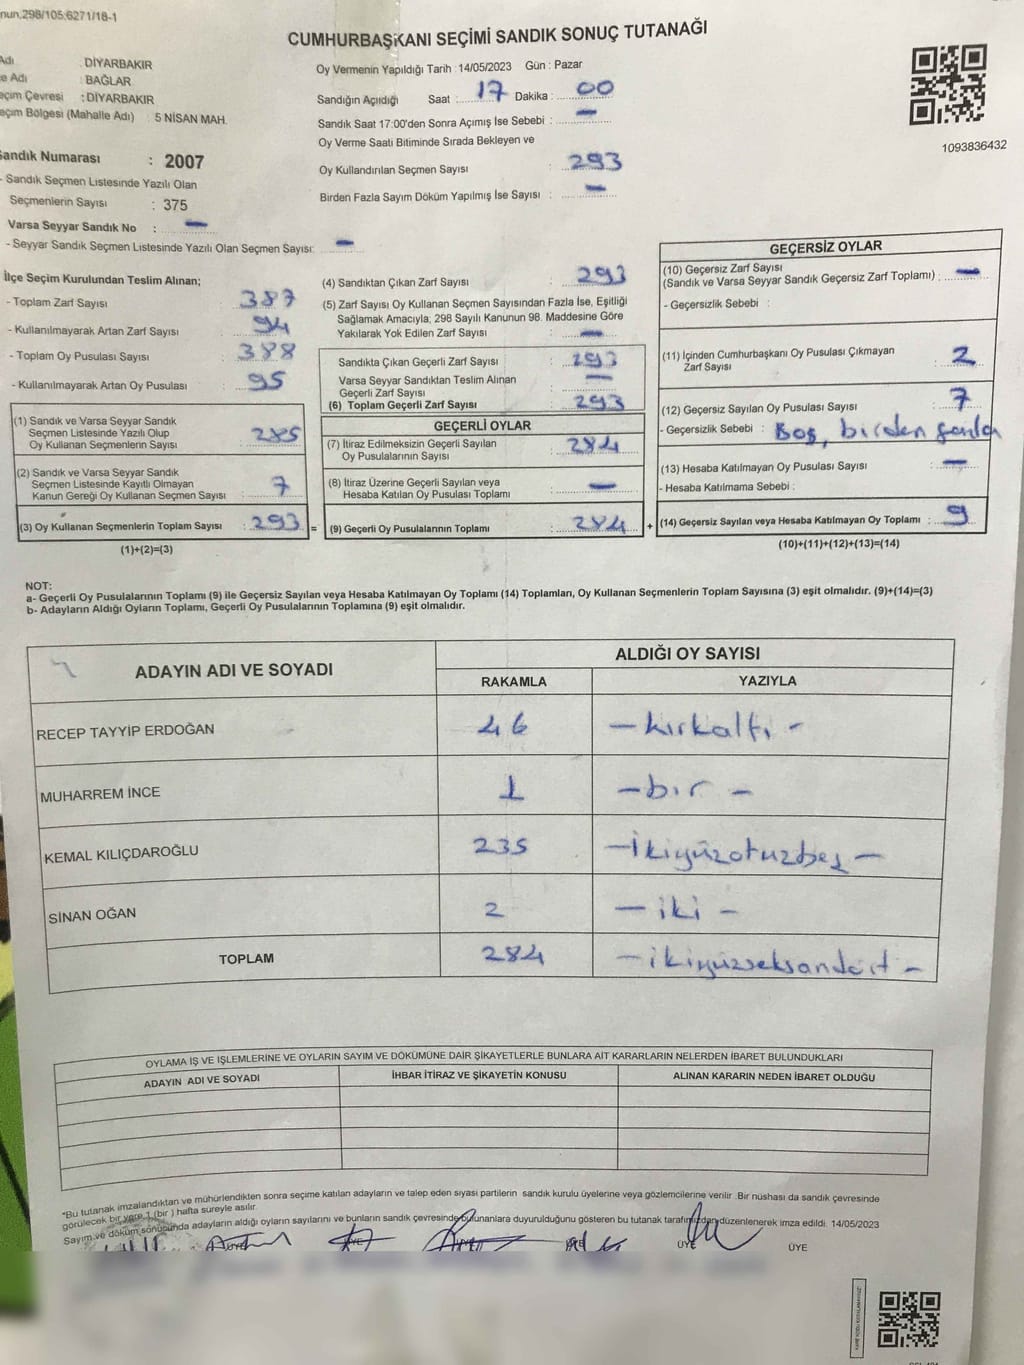 nun.298/105;6271/18-1
CUMHURBAŞKANI SEÇİMİ SANDIK SONUÇ TUTANAĞI
Adı : DİYARBAKIR
e Adı : BAĞLAR
eçim Çevresi : DİYARBAKIR
eçim Bölgesi (Mahalle Adı) : 5 NİSAN MAH.
Sandık Numarası : 2007
- Sandık Seçmen Listesinde Yazılı Olan
Seçmenlerin Sayısı : 375
Varsa Seyyar Sandık No : —
- Seyyar Sandık Seçmen Listesinde Yazılı Olan Seçmen Sayısı: —
Oy Vermenin Yapıldığı Tarih : 14/05/2023 Gün : Pazar
Sandığın Açıldığı Saat : 17 Dakika : 00
Sandık Saat 17:00'den Sonra Açımış İse Sebebi : —
Oy Verme Saati Bitiminde Sırada Bekleyen ve
Oy Kullandırılan Seçmen Sayısı : 293
Birden Fazla Sayım Döküm Yapılmış İse Sayısı : —
1093836432
İlçe Seçim Kurulundan Teslim Alınan;
- Toplam Zarf Sayısı : 387
- Kullanılmayarak Artan Zarf Sayısı : 94
- Toplam Oy Pusulası Sayısı : 388
- Kullanılmayarak Artan Oy Pusulası : 95
(1) Sandık ve Varsa Seyyar Sandık
Seçmen Listesinde Yazılı Olup
Oy Kullanan Seçmenlerin Sayısı : 285
(2) Sandık ve Varsa Seyyar Sandık
Seçmen Listesinde Kayıtlı Olmayan
Kanun Gereği Oy Kullanan Seçmen Sayısı : 7
(3) Oy Kullanan Seçmenlerin Toplam Sayısı : 293 =
(1)+(2)=(3)
(4) Sandıktan Çıkan Zarf Sayısı : 293
(5) Zarf Sayısı Oy Kullanan Seçmen Sayısından Fazla İse, Eşitliği
Sağlamak Amacıyla; 298 Sayılı Kanunun 98. Maddesine Göre
Yakılarak Yok Edilen Zarf Sayısı : —
Sandıkta Çıkan Geçerli Zarf Sayısı : 293
Varsa Seyyar Sandıktan Teslim Alınan
Geçerli Zarf Sayısı : —
(6) Toplam Geçerli Zarf Sayısı : 293
GEÇERLİ OYLAR
(7) İtiraz Edilmeksizin Geçerli Sayılan
Oy Pusulalarının Sayısı : 284
(8) İtiraz Üzerine Geçerli Sayılan veya
Hesaba Katılan Oy Pusulası Toplamı : —
(9) Geçerli Oy Pusulalarının Toplamı : 284 +
GEÇERSİZ OYLAR
(10) Geçersiz Zarf Sayısı
(Sandık ve Varsa Seyyar Sandık Geçersiz Zarf Toplamı) : —
- Geçersizlik Sebebi :
(11) İçinden Cumhurbaşkanı Oy Pusulası Çıkmayan
Zarf Sayısı : 2
(12) Geçersiz Sayılan Oy Pusulası Sayısı : 7
- Geçersizlik Sebebi : Boş, birden fazla
(13) Hesaba Katılmayan Oy Pusulası Sayısı : —
- Hesaba Katılmama Sebebi :
(14) Geçersiz Sayılan veya Hesaba Katılmayan Oy Toplamı : 9
(10)+(11)+(12)+(13)=(14)
NOT:
a- Geçerli Oy Pusulalarının Toplamı (9) ile Geçersiz Sayılan veya Hesaba Katılmayan Oy Toplamı (14) Toplamları, Oy Kullanan Seçmenlerin Toplam Sayısına (3) eşit olmalıdır. (9)+(14)=(3)
b- Adayların Aldığı Oyların Toplamı, Geçerli Oy Pusulalarının Toplamına (9) eşit olmalıdır.
ADAYIN ADI VE SOYADI ALDIĞI OY SAYISI
RAKAMLA YAZIYLA
RECEP TAYYİP ERDOĞAN 46 – kırkaltı –
MUHARREM İNCE 1 – bir –
KEMAL KILIÇDAROĞLU 235 – İkiyüzotuzbeş –
SİNAN OĞAN 2 – iki –
TOPLAM 284 – ikiyüzseksandört –
OYLAMA İŞ VE İŞLEMLERİNE VE OYLARIN SAYIM VE DÖKÜMÜNE DAİR ŞİKAYETLERLE BUNLARA AİT KARARLARIN NELERDEN İBARET BULUNDUKLARI
ADAYIN ADI VE SOYADI İHBAR İTİRAZ VE ŞİKAYETİN KONUSU ALINAN KARARIN NEDEN İBARET OLDUĞU
*Bu tutanak imzalandıktan ve mühürlendikten sonra seçime katılan adayların ve talep eden siyasi partilerin sandık kurulu üyelerine veya gözlemcilerine verilir .Bir nüshası da sandık çevresinde
görülecek bir yere 1 (bir ) hafta süreyle asılır.
Sayım ve döküm sonunda adayların aldığı oyların sayılarını ve bunların sandık çevresinde bulunanlara duyurulduğunu gösteren bu tutanak tarafımızdan düzenlenerek imza edildi. 14/05/2023
ÜYE ÜYE ÜYE ÜYE ÜYE ÜYE